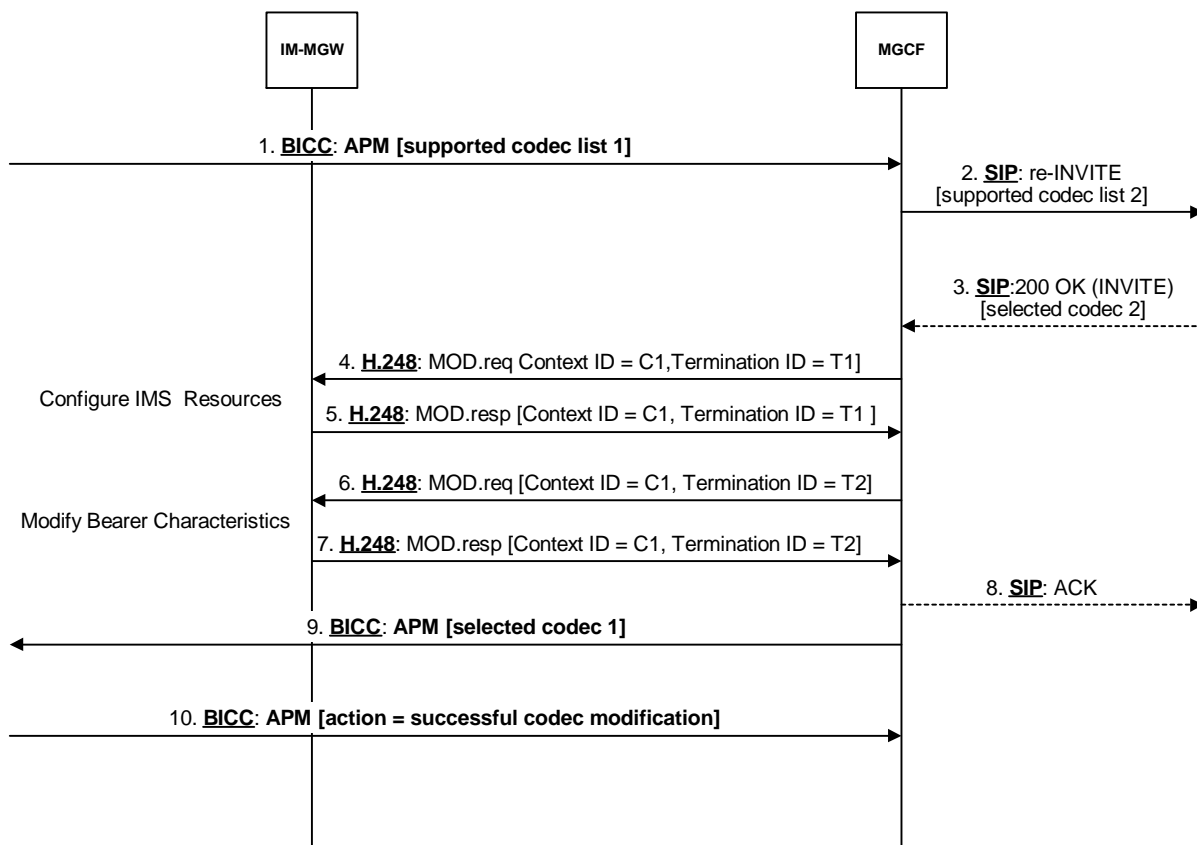 IM-MGW
MGCF
1. BICC: APM [supported codec list 1]
2. SIP: re-INVITE
[supported codec list 2]
3. SIP:200 OK (INVITE)
[selected codec 2]
4. H.248: MOD.req Context ID = C1,Termination ID = T1]
Configure IMS  Resources
5. H.248: MOD.resp [Context ID = C1, Termination ID = T1 ]
6. H.248: MOD.req [Context ID = C1, Termination ID = T2]
Modify Bearer Characteristics
7. H.248: MOD.resp [Context ID = C1, Termination ID = T2]
8. SIP: ACK
9. BICC: APM [selected codec 1]
10. BICC: APM [action = successful codec modification]